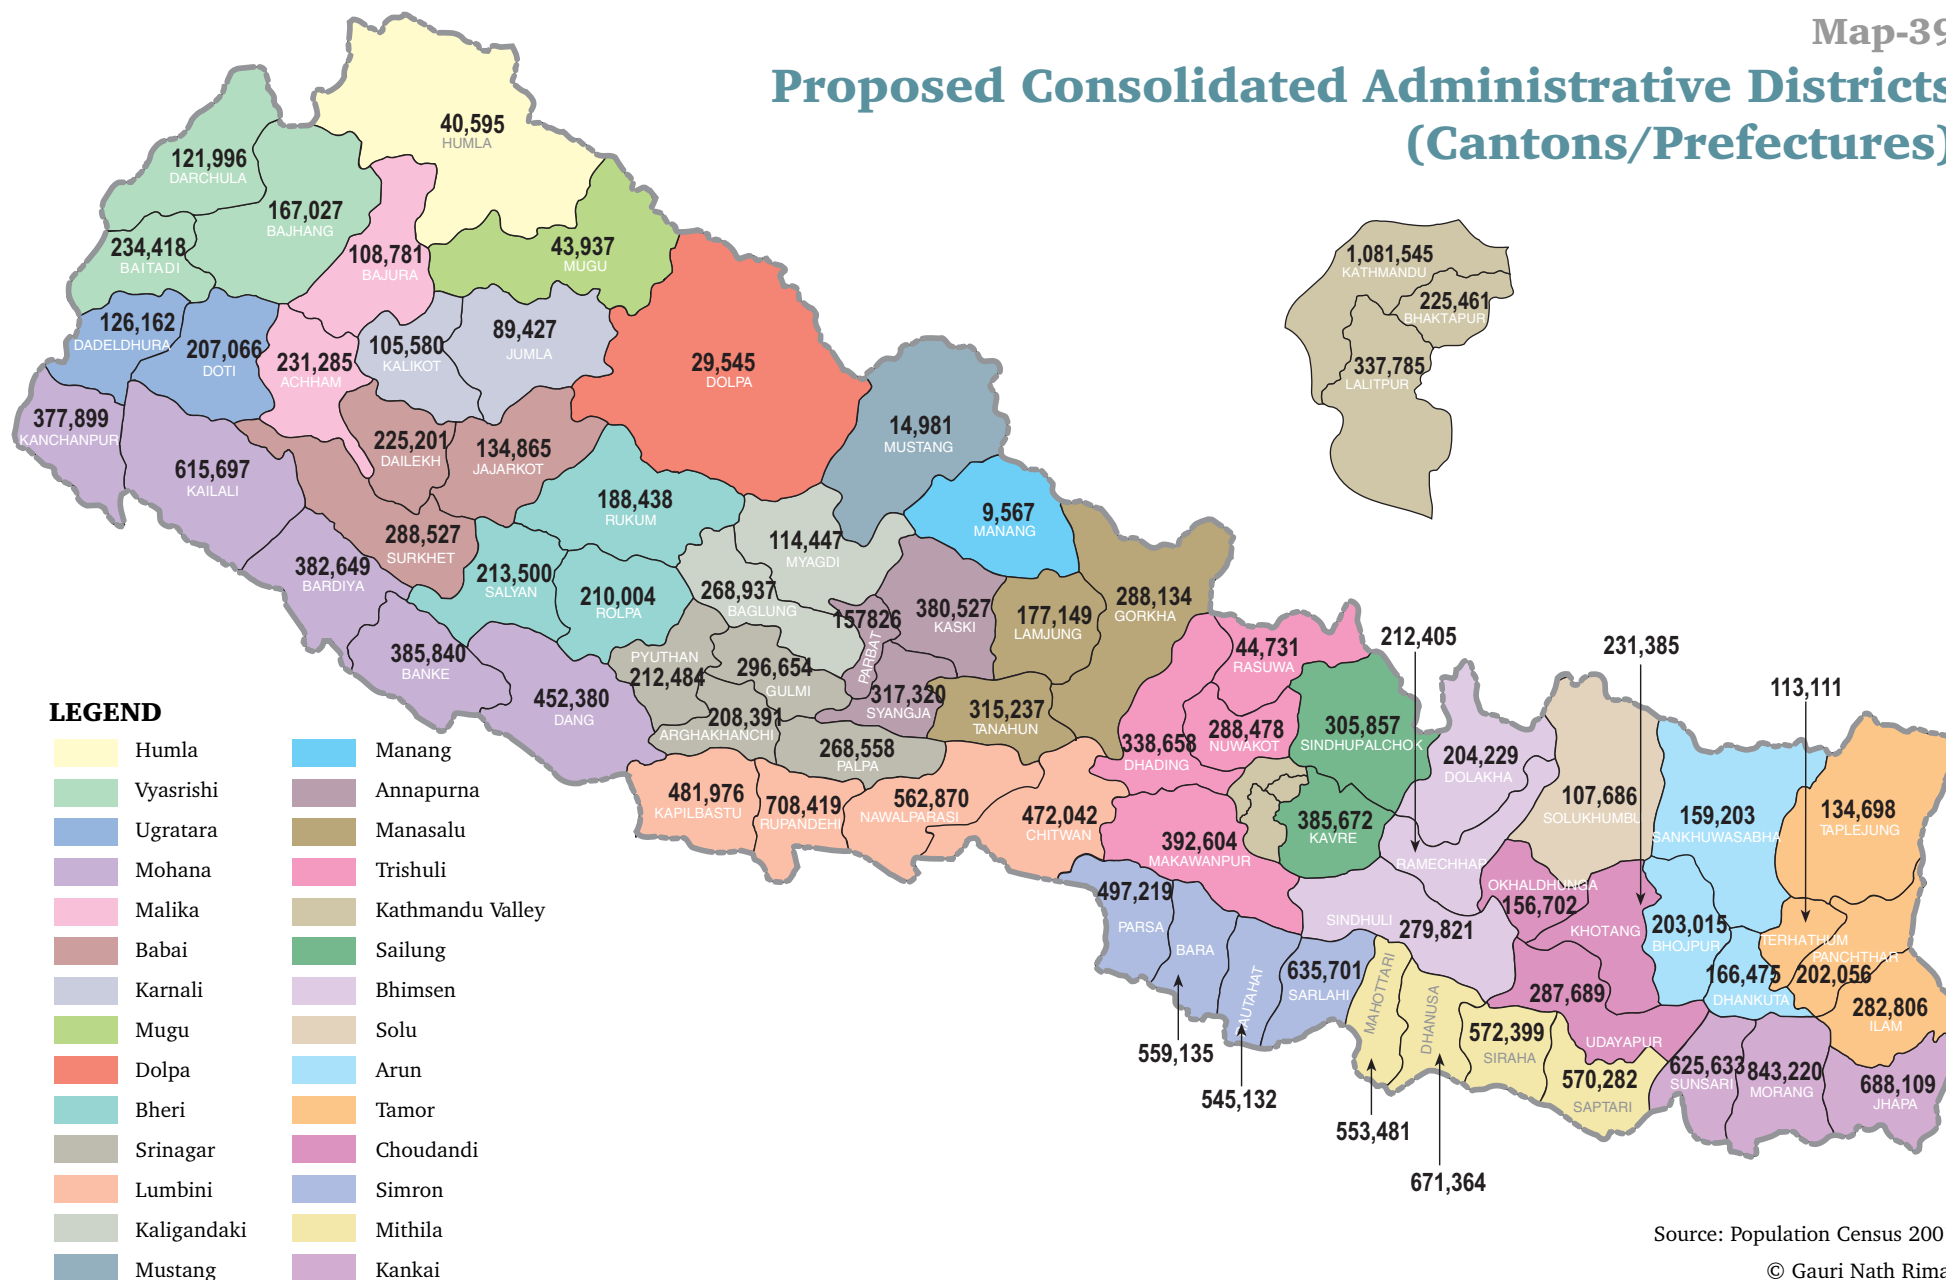 Map-39
Proposed Consolidated Administrative Districts
(Cantons/Prefectures)
40,595
HUMLA
121,996
DARCHULA
167,027
BAJHANG
234,418
BAITADI
108,781
BAJURA
43,937
MUGU
126,162
DADELDHURA
207,066
DOTI
231,285
ACHHAM
105,580
KALIKOT
89,427
JUMLA
29,545
DOLPA
377,899
KANCHANPUR
615,697
KAILALI
225,201
DAILEKH
134,865
JAJARKOT
14,981
MUSTANG
188,438
RUKUM
9,567
MANANG
288,527
SURKHET
114,447
MYAGDI
382,649
BARDIYA
213,500
SALYAN
210,004
ROLPA
268,937
BAGLUNG
157826
PARBAT
380,527
KASKI
177,149
LAMJUNG
288,134
GORKHA
385,840
BANKE
452,380
DANG
PYUTHAN
212,484
296,654
GULMI
317,320
SYANGJA
315,237
TANAHUN
208,391
ARGHAKHANCHI
268,558
PALPA
481,976
KAPILBASTU
708,419
RUPANDEHI
562,870
NAWALPARASI
472,042
CHITWAN
1,081,545
KATHMANDU
225,461
BHAKTAPUR
337,785
LALITPUR
44,731
RASUWA
288,478
NUWAKOT
338,658
DHADING
305,857
SINDHUPALCHOK
385,672
KAVRE
392,604
MAKAWANPUR
212,405
RAMECHHAP
204,229
DOLAKHA
231,385
107,686
SOLUKHUMBU
113,111
159,203
SANKHUWASABHA
134,698
TAPLEJUNG
OKHALDHUNGA
156,702
KHOTANG
203,015
BHOJPUR
TERHATHUM
PANCHTHAR
202,056
166,475
DHANKUTA
282,806
ILAM
497,219
PARSA
BARA
559,135
AUTAHAT
545,132
635,701
SARLAHI
SINDHULI
279,821
287,689
UDAYAPUR
MAHOTTARI
553,481
DHANUSA
671,364
572,399
SIRAHA
570,282
SAPTARI
625,633
SUNSARI
843,220
MORANG
688,109
JHAPA
LEGEND
Humla
Vyasrishi
Ugratara
Mohana
Malika
Babai
Karnali
Mugu
Dolpa
Bheri
Srinagar
Lumbini
Kaligandaki
Mustang
Manang
Annapurna
Manasalu
Trishuli
Kathmandu Valley
Sailung
Bhimsen
Solu
Arun
Tamor
Choudandi
Simron
Mithila
Kankai
Source: Population Census 200
© Gauri Nath Rima